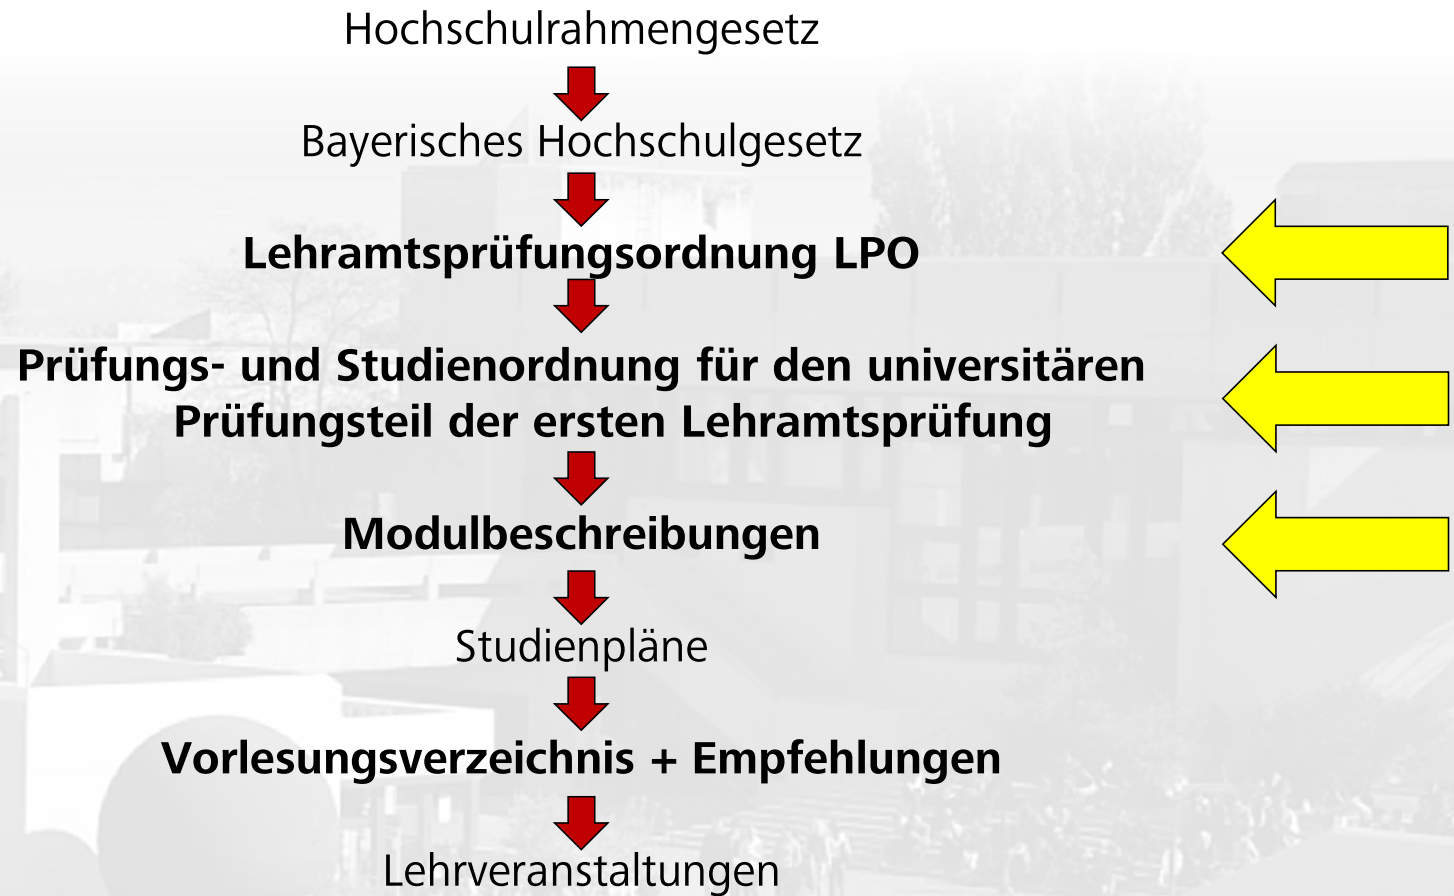 Hochschulrahmengesetz
Bayerisches Hochschulgesetz
Lehramtsprüfungsordnung LPO
Prüfungs- und Studienordnung für den universitären
Prüfungsteil der ersten Lehramtsprüfung
Modulbeschreibungen
Studienpläne
Vorlesungsverzeichnis + Empfehlungen
Lehrveranstaltungen